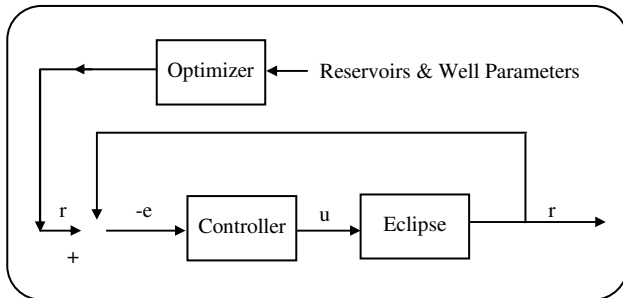 Optimizer
Reservoirs & Well Parameters
r
-e
Controller
u
Eclipse
r
+